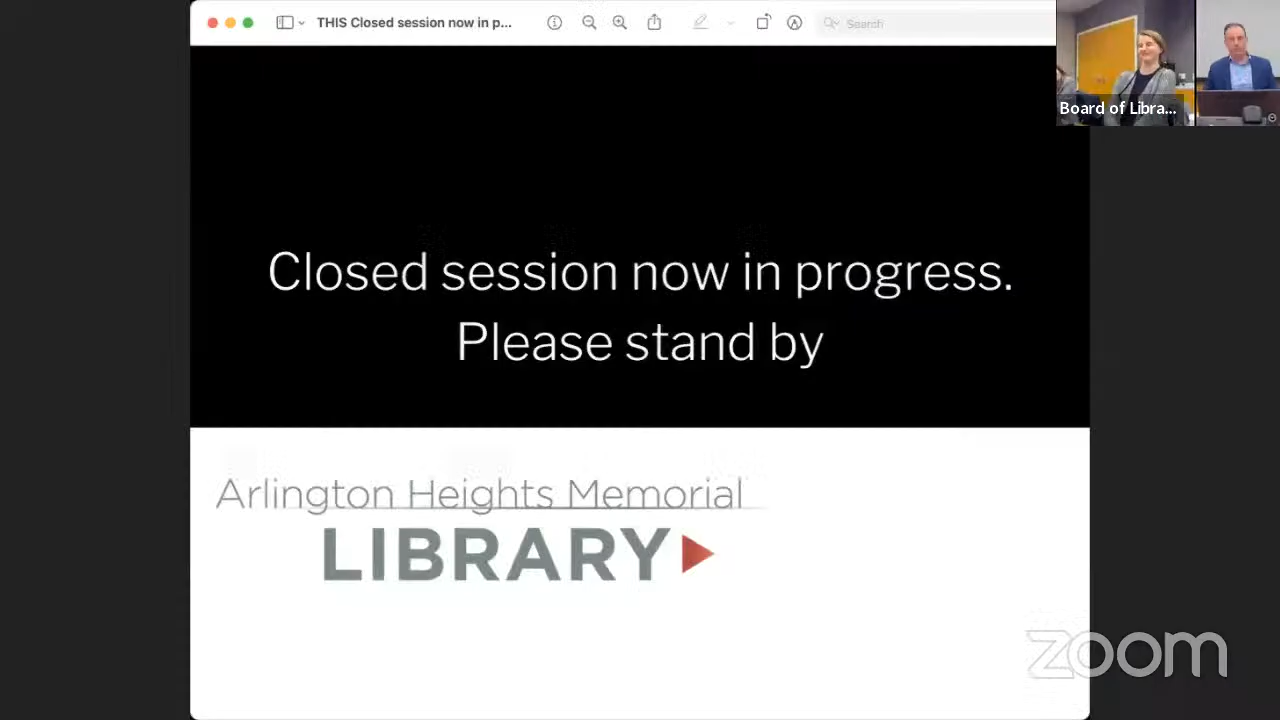 THIS Closed session now in p...
Search
Board of Libra...
Closed session now in progress.
Please stand by
Arlington Heights Memorial
LIBRARY
zoom